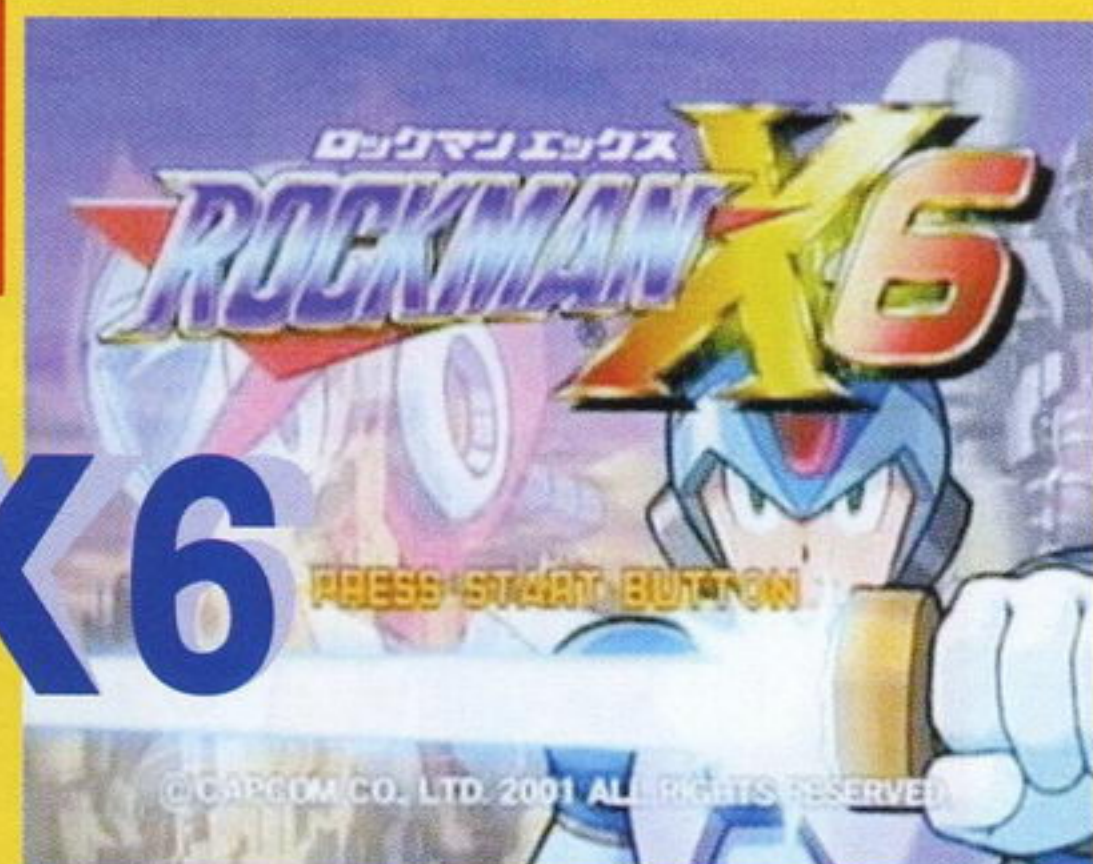 ロックマン エックス
ROCKMAN X6
X6
PRESS START BUTTON
© CAPCOM CO., LTD. 2001 ALL RIGHTS RESERVED